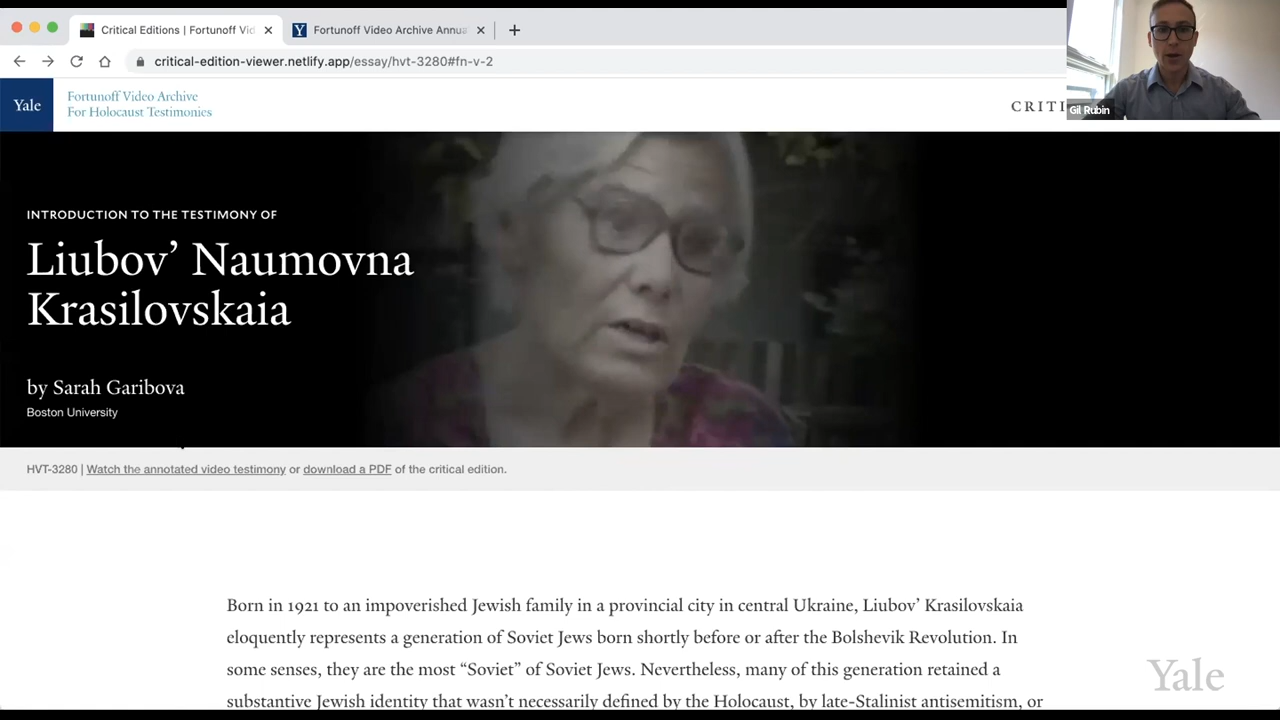 Critical Editions | Fortunoff Vid
Fortunoff Video Archive Annua
critical-edition-viewer.netlify.app/essay/hvt-3280#fn-v-2
Gil Rubin
Yale
Fortunoff Video Archive
For Holocaust Testimonies
CRITI
INTRODUCTION TO THE TESTIMONY OF
Liubov’ Naumovna
Krasilovskaia
by Sarah Garibova
Boston University
HVT-3280 | Watch the annotated video testimony or download a PDF of the critical edition.
Born in 1921 to an impoverished Jewish family in a provincial city in central Ukraine, Liubov’ Krasilovskaia
eloquently represents a generation of Soviet Jews born shortly before or after the Bolshevik Revolution. In
some senses, they are the most “Soviet” of Soviet Jews. Nevertheless, many of this generation retained a
substantive Jewish identity that wasn’t necessarily defined by the Holocaust, by late-Stalinist antisemitism, or
Yale